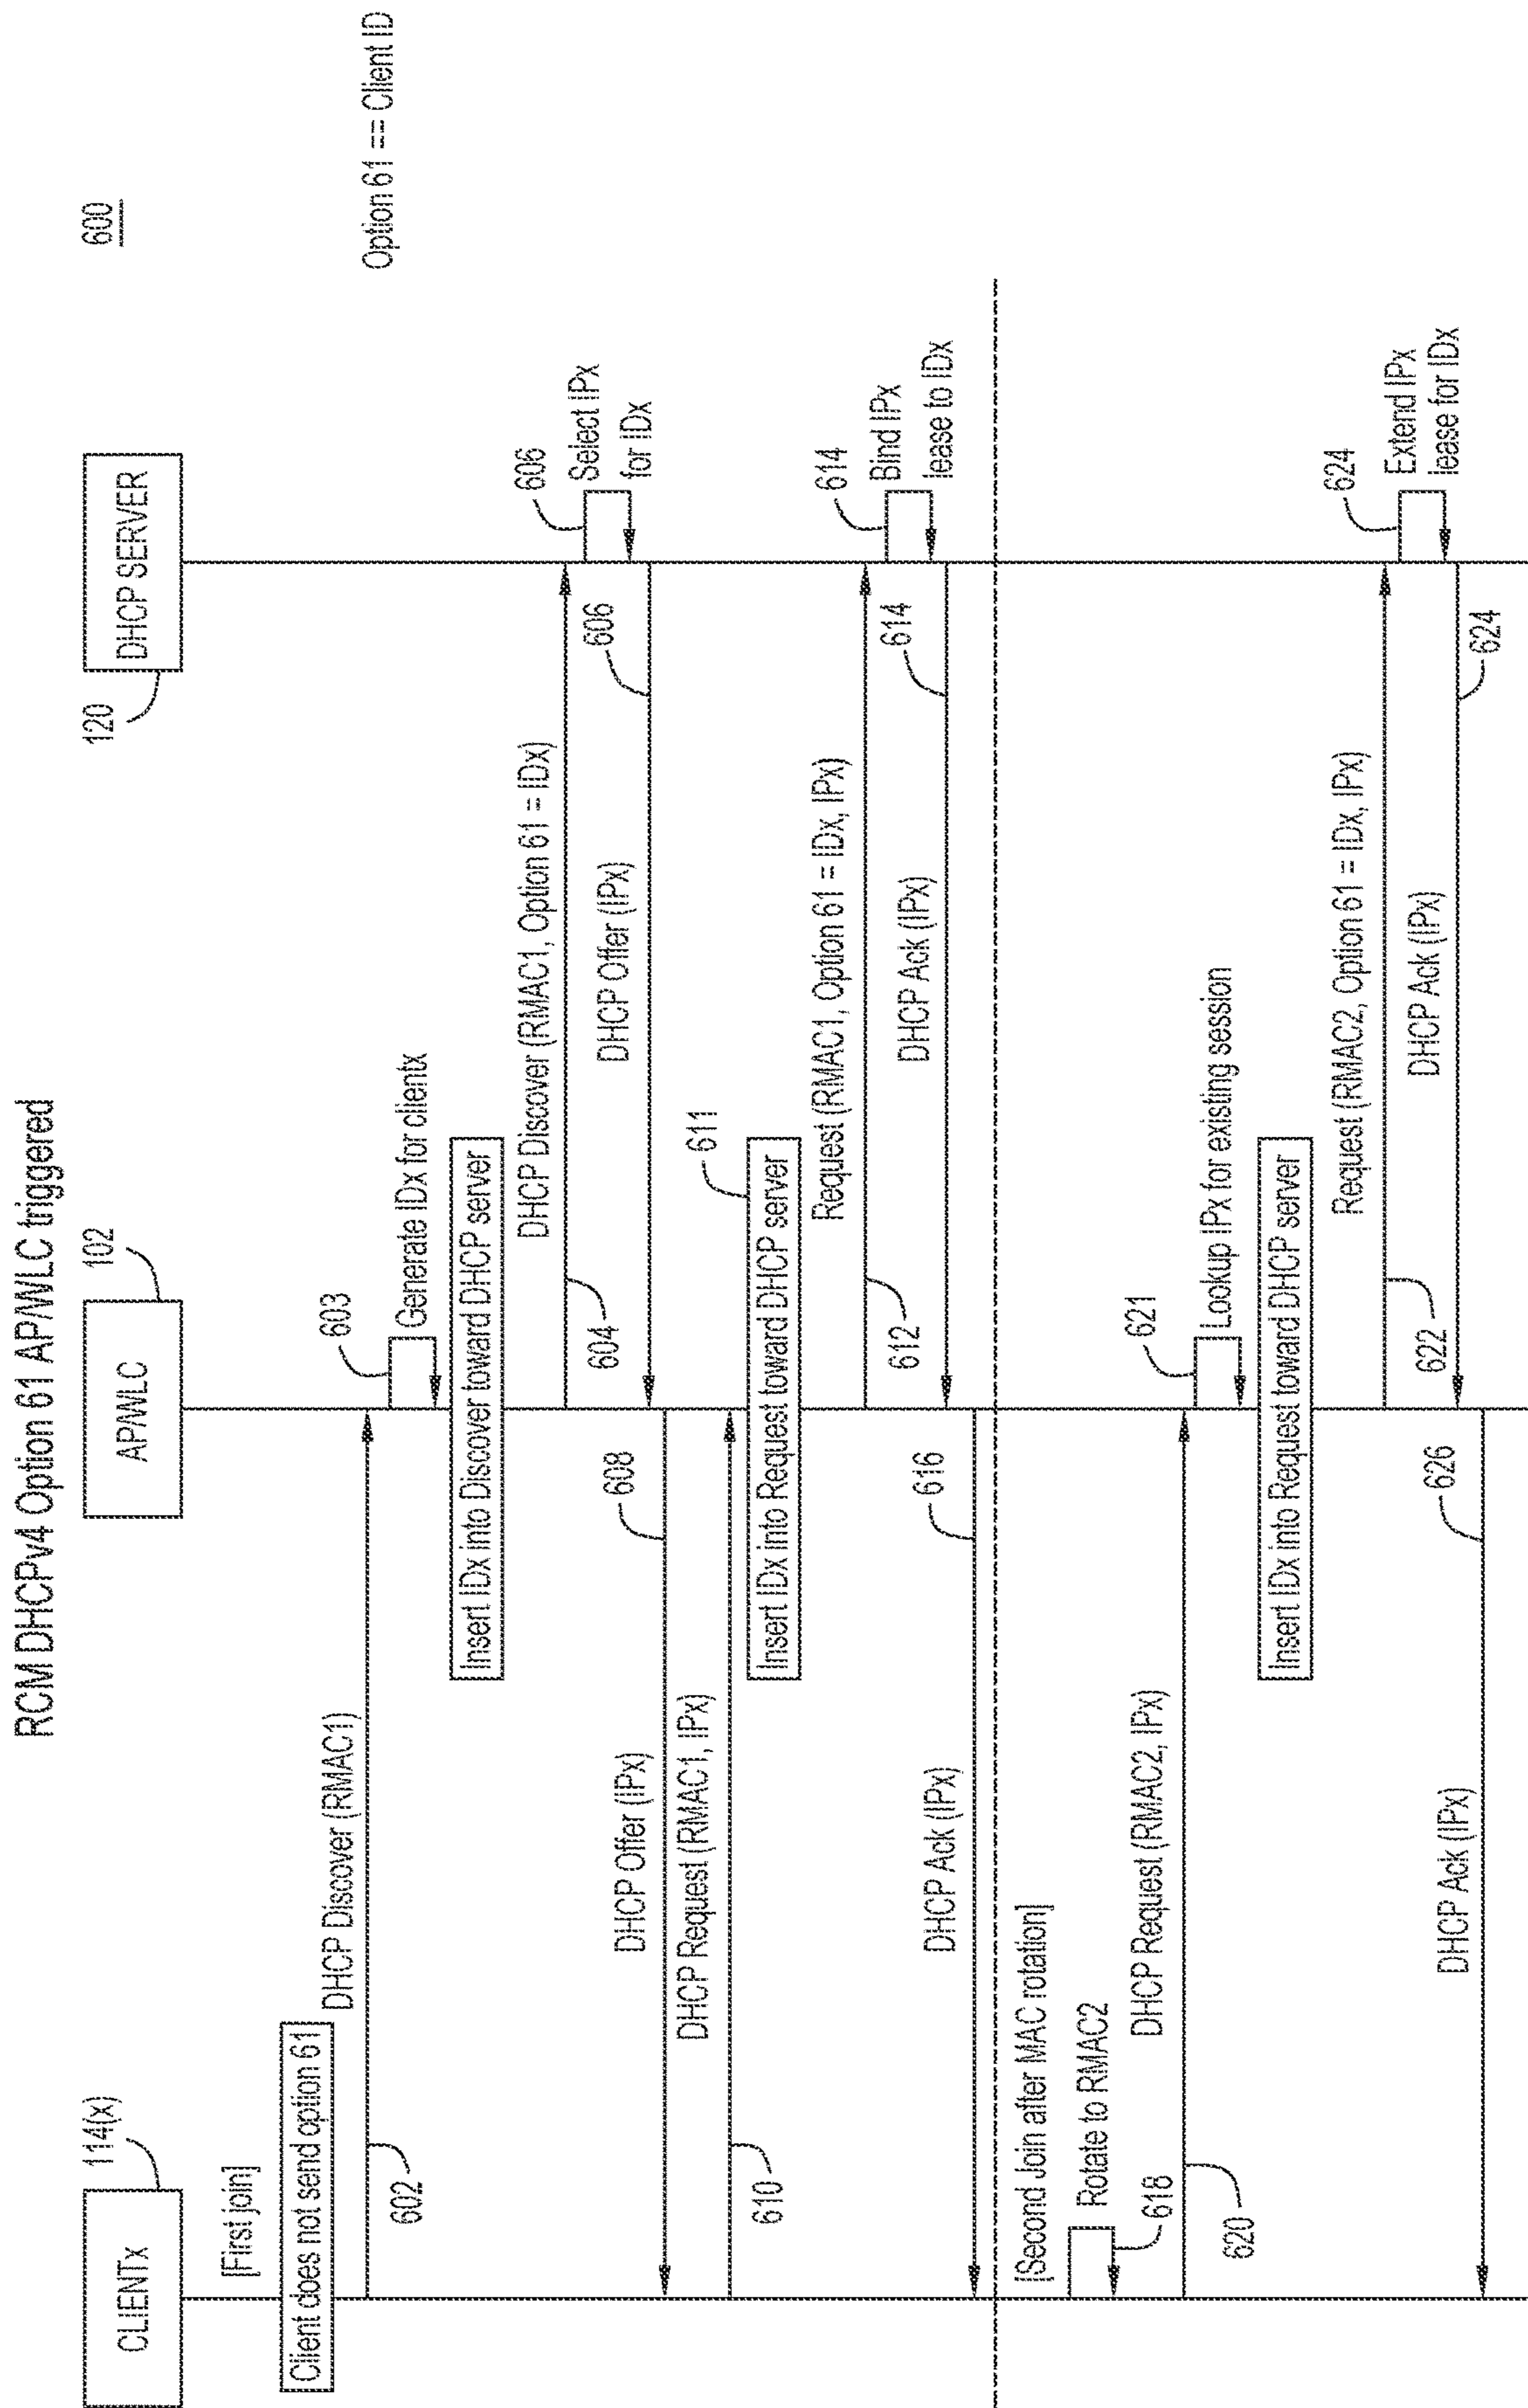 RCM DHCPv4 Option 61 AP/WLC triggered
600
114(x)
102
120
CLIENTx
AP/WLC
DHCP SERVER
[First join]
Client does not send option 61
Option 61 == Client ID
DHCP Discover (RMAC1)
602
603
Generate IDx for clientx
Insert IDx into Discover toward DHCP server
DHCP Discover (RMAC1, Option 61 = IDx)
604
606
Select IPx
for IDx
DHCP Offer (IPx)
606
608
DHCP Offer (IPx)
DHCP Request (RMAC1, IPx)
610
611
Insert IDx into Request toward DHCP server
Request (RMAC1, Option 61 = IDx, IPx)
612
614
Bind IPx
lease to IDx
DHCP Ack (IPx)
614
616
DHCP Ack (IPx)
[Second Join after MAC rotation]
Rotate to RMAC2
618
DHCP Request (RMAC2, IPx)
620
621
Lookup IPx for existing session
Insert IDx into Request toward DHCP server
Request (RMAC2, Option 61 = IDx, IPx)
622
624
Extend IPx
lease for IDx
DHCP Ack (IPx)
624
626
DHCP Ack (IPx)